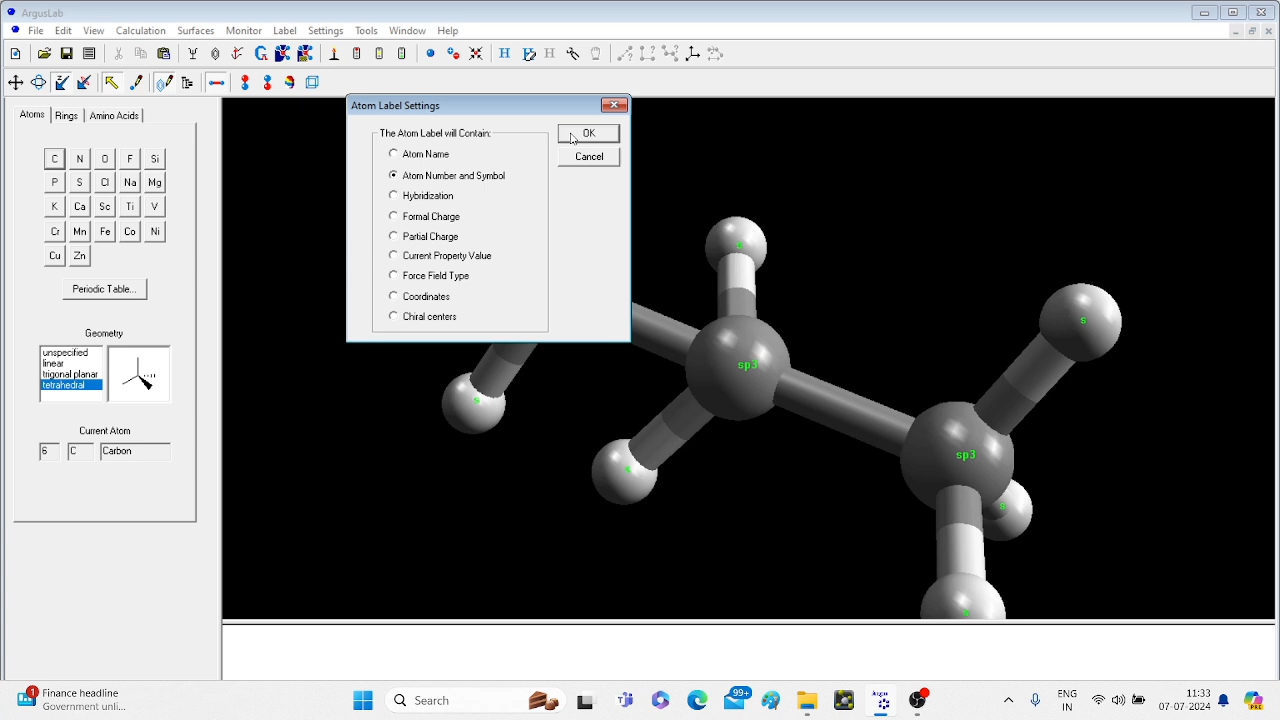 ArgusLab
File Edit View Calculation Surfaces Monitor Label Settings Tools Window Help
H H
Atoms Rings Amino Acids
C N O F Si
P S Cl Na Mg
K Ca Sc Ti V
Cr Mn Fe Co Ni
Cu Zn
Periodic Table...
Geometry
unspecified
linear
trigonal planar
tetrahedral
Current Atom
6 C Carbon
Atom Label Settings
The Atom Label will Contain:
Atom Name
Atom Number and Symbol
Hybridization
Formal Charge
Partial Charge
Current Property Value
Force Field Type
Coordinates
Chiral centers
OK
Cancel
s
s
sp3
s
s
sp3
s
s
1
Finance headline
Government unli...
Search
99+
ENG
IN
11:33
07-07-2024